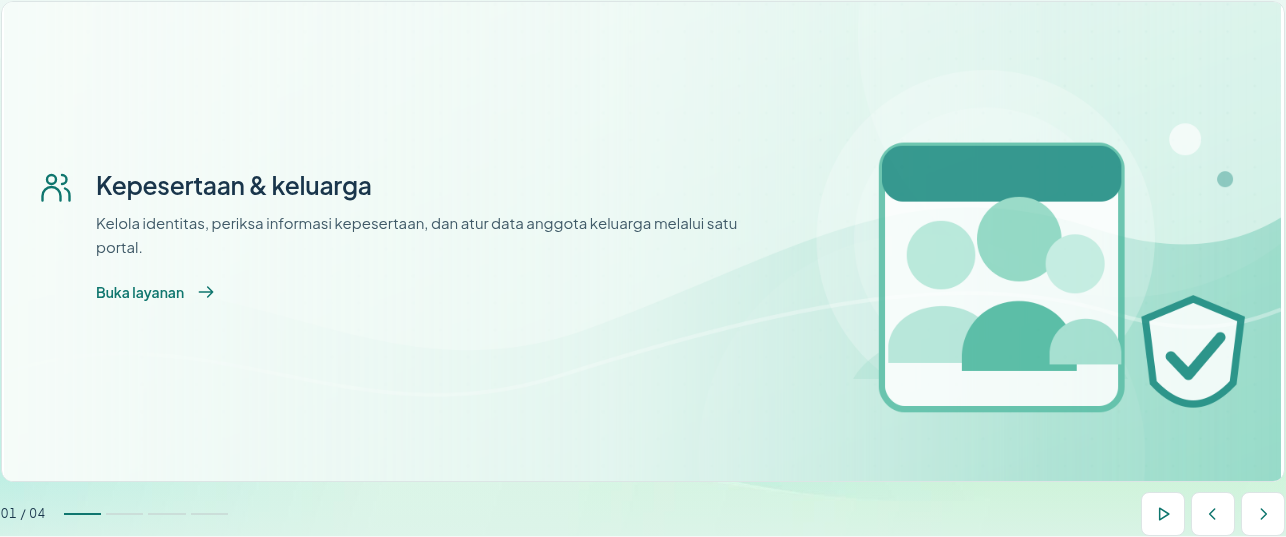 Kepesertaan & keluarga
Kelola identitas, periksa informasi kepesertaan, dan atur data anggota keluarga melalui satu
portal.
Buka layanan
01 / 04